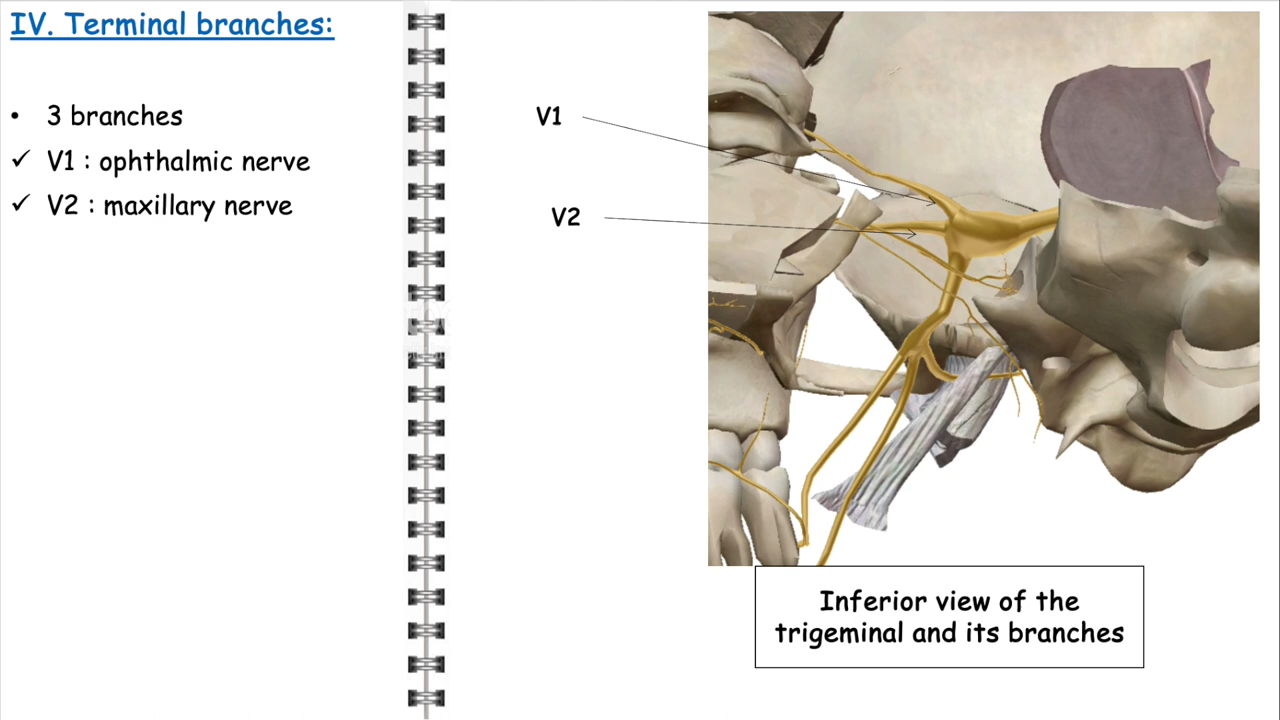 IV. Terminal branches:
• 3 branches
✓ V1 : ophthalmic nerve
✓ V2 : maxillary nerve
V1
V2
Inferior view of the
trigeminal and its branches